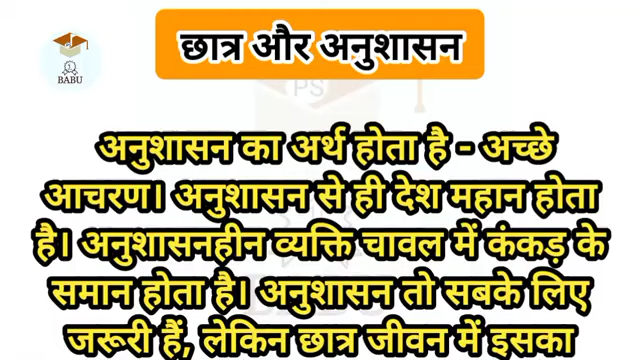 छात्र और अनुशासन
BABU
PS
अनुशासन का अर्थ होता है - अच्छे
आचरण। अनुशासन से ही देश महान होता
है। अनुशासनहीन व्यक्ति चावल में कंकड़ के
समान होता है। अनुशासन तो सबके लिए
जरूरी हैं, लेकिन छात्र जीवन में इसका